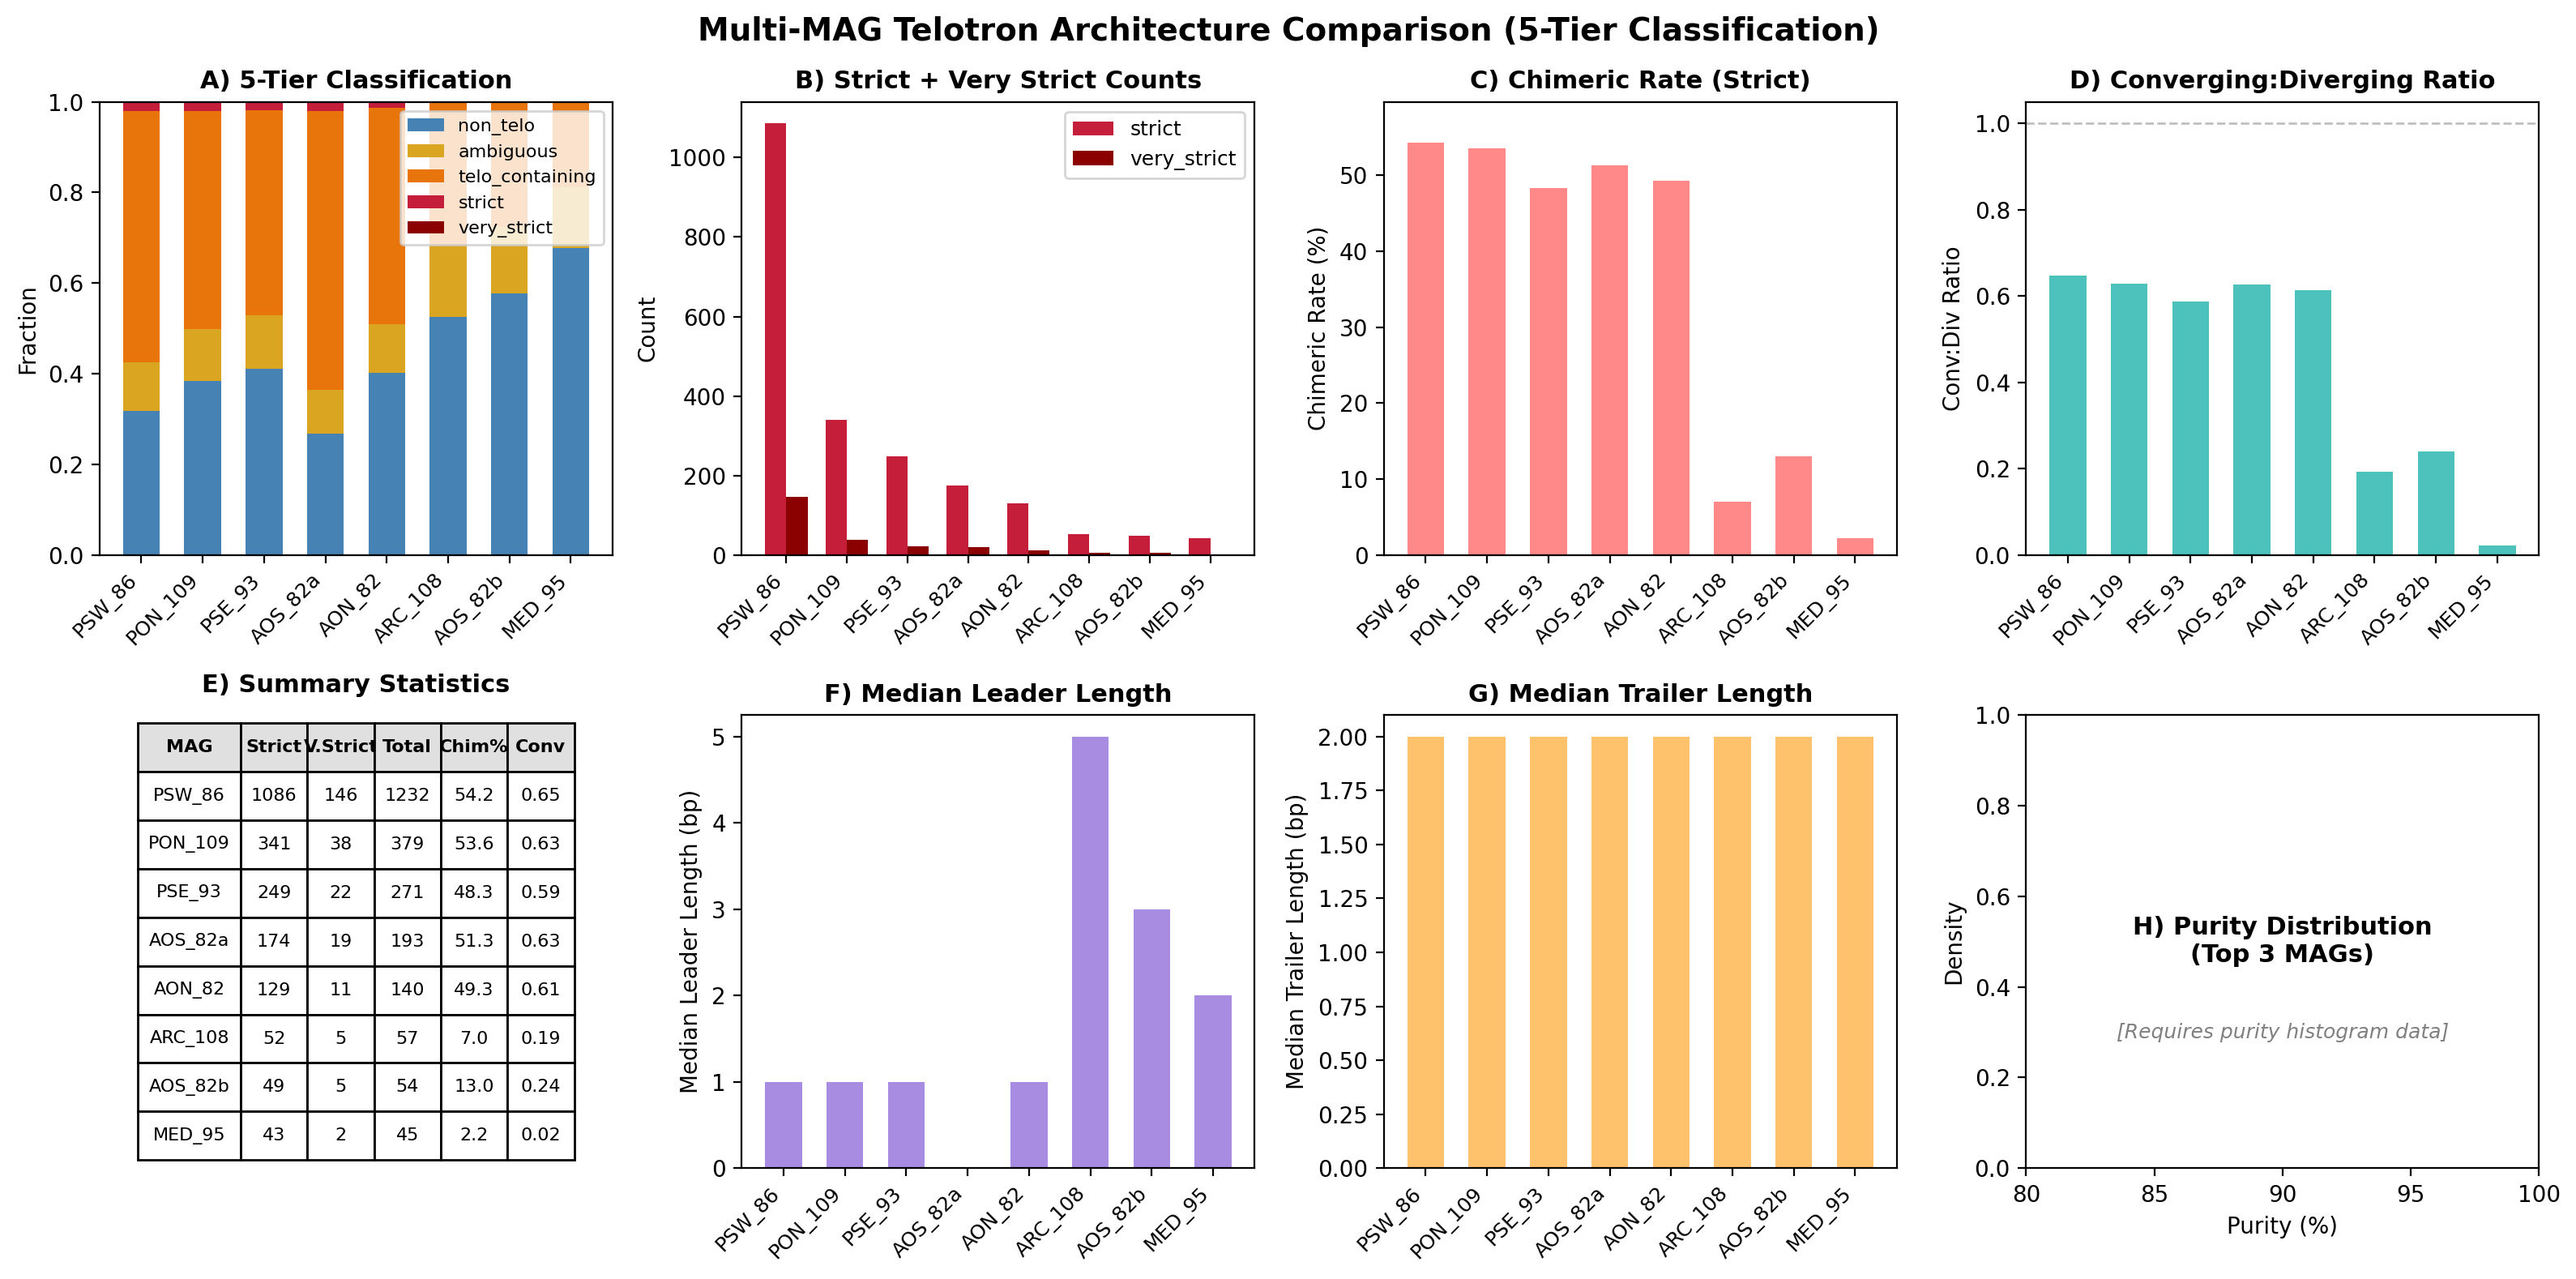 Multi-MAG Telotron Architecture Comparison (5-Tier Classification)
A) 5-Tier Classification
Fraction
1.0
0.8
0.6
0.4
0.2
0.0
non_telo
ambiguous
telo_containing
strict
very_strict
PSW_86
PON_109
PSE_93
AOS_82a
AON_82
ARC_108
AOS_82b
MED_95
B) Strict + Very Strict Counts
Count
1000
800
600
400
200
0
strict
very_strict
PSW_86
PON_109
PSE_93
AOS_82a
AON_82
ARC_108
AOS_82b
MED_95
C) Chimeric Rate (Strict)
Chimeric Rate (%)
50
40
30
20
10
0
PSW_86
PON_109
PSE_93
AOS_82a
AON_82
ARC_108
AOS_82b
MED_95
D) Converging:Diverging Ratio
Conv:Div Ratio
1.0
0.8
0.6
0.4
0.2
0.0
PSW_86
PON_109
PSE_93
AOS_82a
AON_82
ARC_108
AOS_82b
MED_95
E) Summary Statistics
MAG Strict V.Strict Total Chim% Conv
PSW_86 1086 146 1232 54.2 0.65
PON_109 341 38 379 53.6 0.63
PSE_93 249 22 271 48.3 0.59
AOS_82a 174 19 193 51.3 0.63
AON_82 129 11 140 49.3 0.61
ARC_108 52 5 57 7.0 0.19
AOS_82b 49 5 54 13.0 0.24
MED_95 43 2 45 2.2 0.02
F) Median Leader Length
Median Leader Length (bp)
5
4
3
2
1
0
PSW_86
PON_109
PSE_93
AOS_82a
AON_82
ARC_108
AOS_82b
MED_95
G) Median Trailer Length
Median Trailer Length (bp)
2.00
1.75
1.50
1.25
1.00
0.75
0.50
0.25
0.00
PSW_86
PON_109
PSE_93
AOS_82a
AON_82
ARC_108
AOS_82b
MED_95
H) Purity Distribution
(Top 3 MAGs)
[Requires purity histogram data]
Density
1.0
0.8
0.6
0.4
0.2
0.0
80 85 90 95 100
Purity (%)